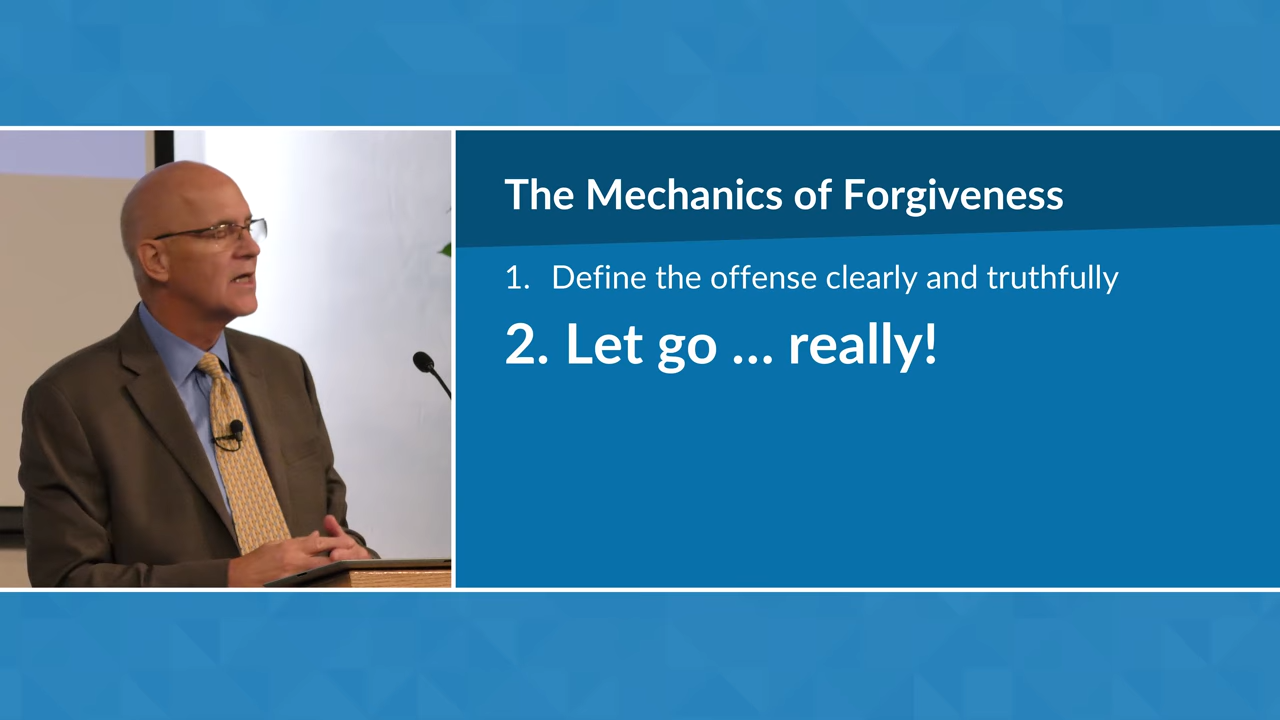 The Mechanics of Forgiveness
1. Define the offense clearly and truthfully
2. Let go ... really!